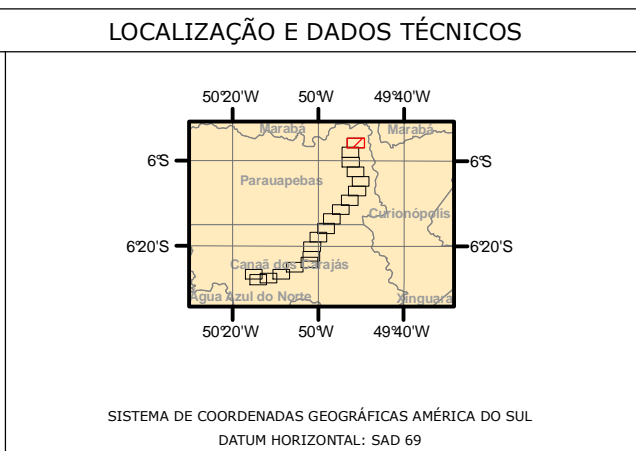 LOCALIZAÇÃO E DADOS TÉCNICOS
50°20'W 50°W 49°40'W
Marabá Marabá
6°S 6°S
Parauapebas
Curionópolis
6°20'S 6°20'S
Canaã dos Carajás
Água Azul do Norte Xinguara
50°20'W 50°W 49°40'W
SISTEMA DE COORDENADAS GEOGRÁFICAS AMÉRICA DO SUL
DATUM HORIZONTAL: SAD 69